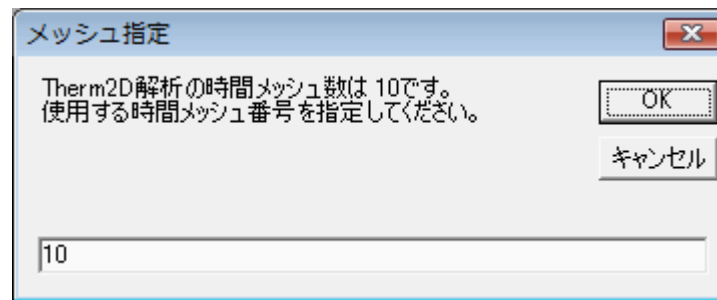 メッシュ指定
Therm2D解析の時間メッシュ数は 10です。
使用する時間メッシュ番号を指定してください。
OK
キャンセル
10